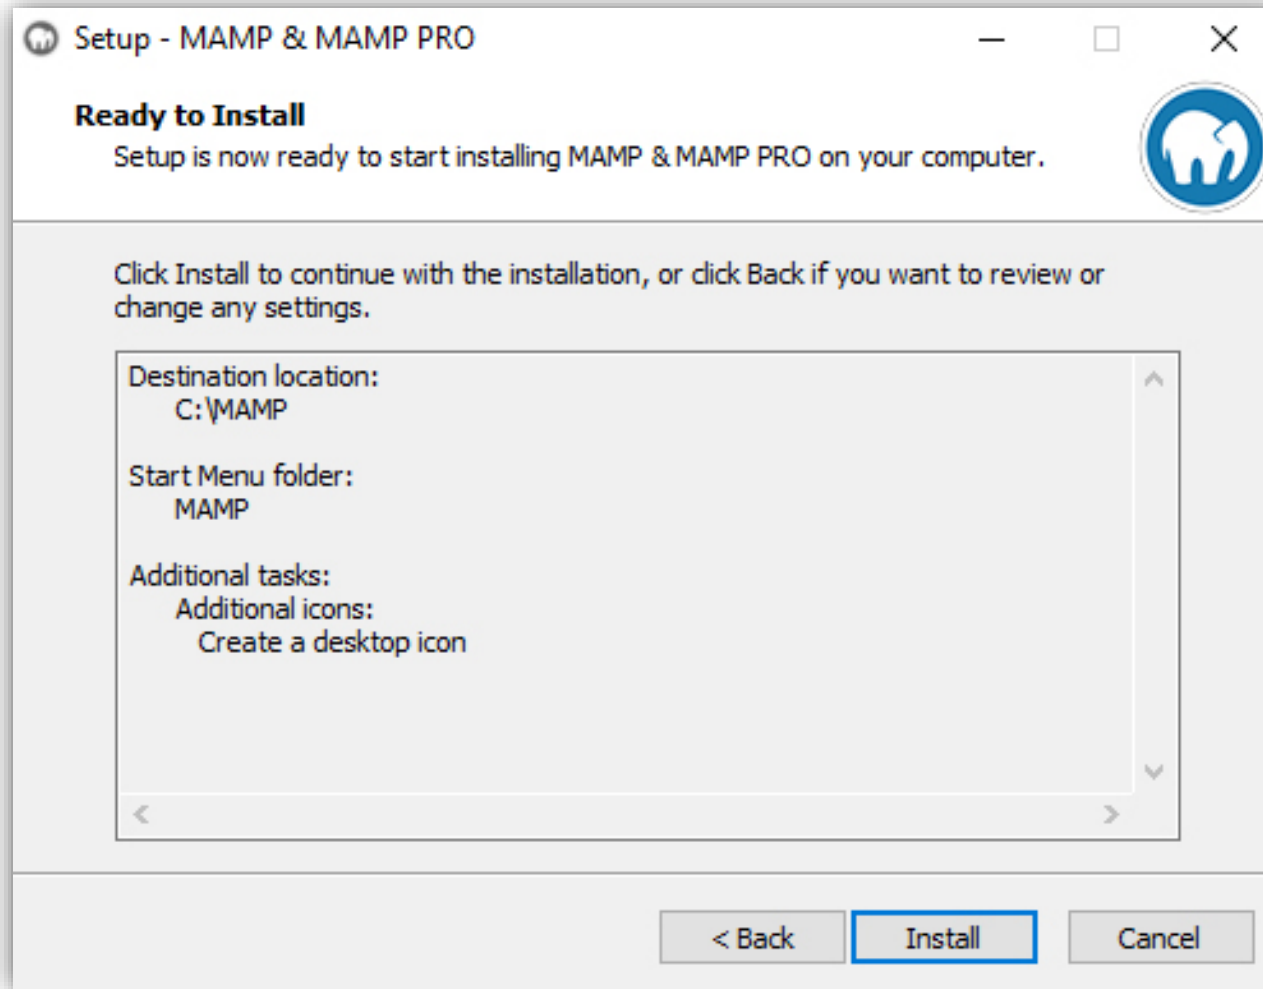 Setup - MAMP & MAMP PRO
Ready to Install
Setup is now ready to start installing MAMP & MAMP PRO on your computer.
Click Install to continue with the installation, or click Back if you want to review or
change any settings.
Destination location:
C:\MAMP
Start Menu folder:
MAMP
Additional tasks:
Additional icons:
Create a desktop icon
< Back
Install
Cancel